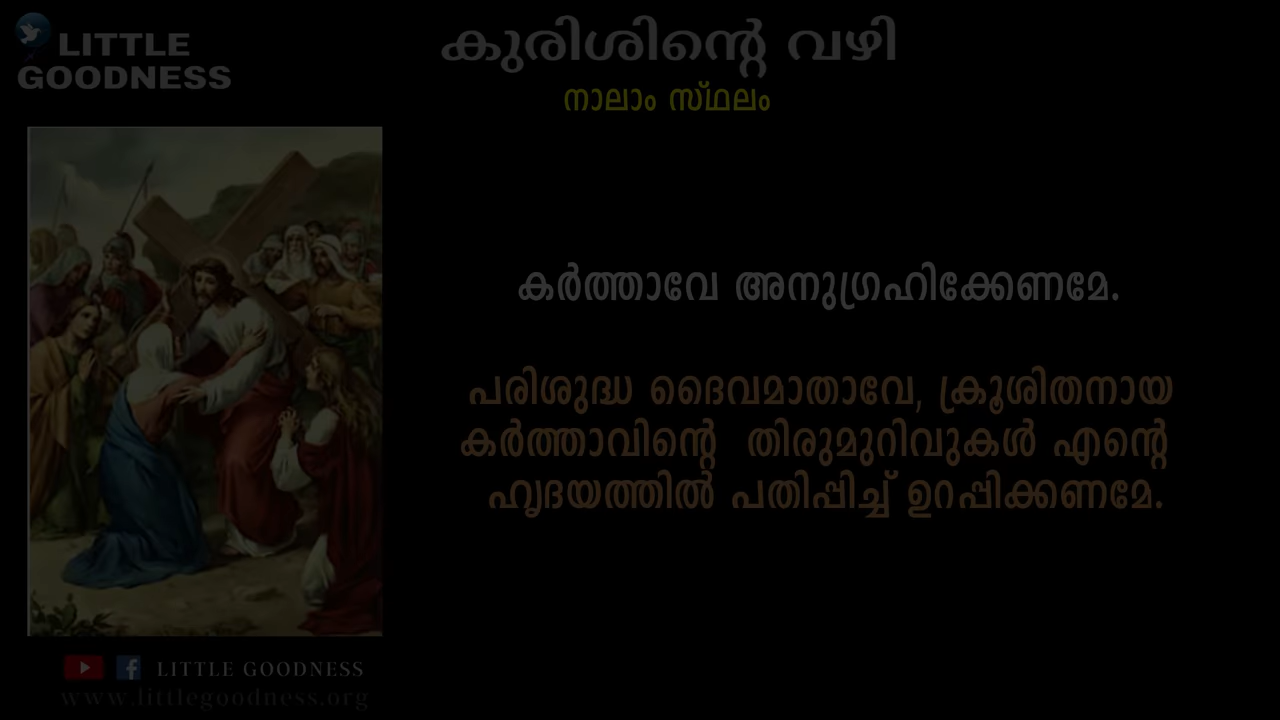 LITTLE
GOODNESS
കുരിശിന്റെ വഴി
നാലാം സ്ഥലം
കർത്താവേ അനുഗ്രഹിക്കേണമേ.
പരിശുദ്ധ ദൈവമാതാവേ, ക്രൂശിതനായ
കർത്താവിന്റെ തിരുമുറിവുകൾ എന്റെ
ഹൃദയത്തിൽ പതിപ്പിച്ച് ഉറപ്പിക്കണമേ.
LITTLE GOODNESS
www.littlegoodness.org